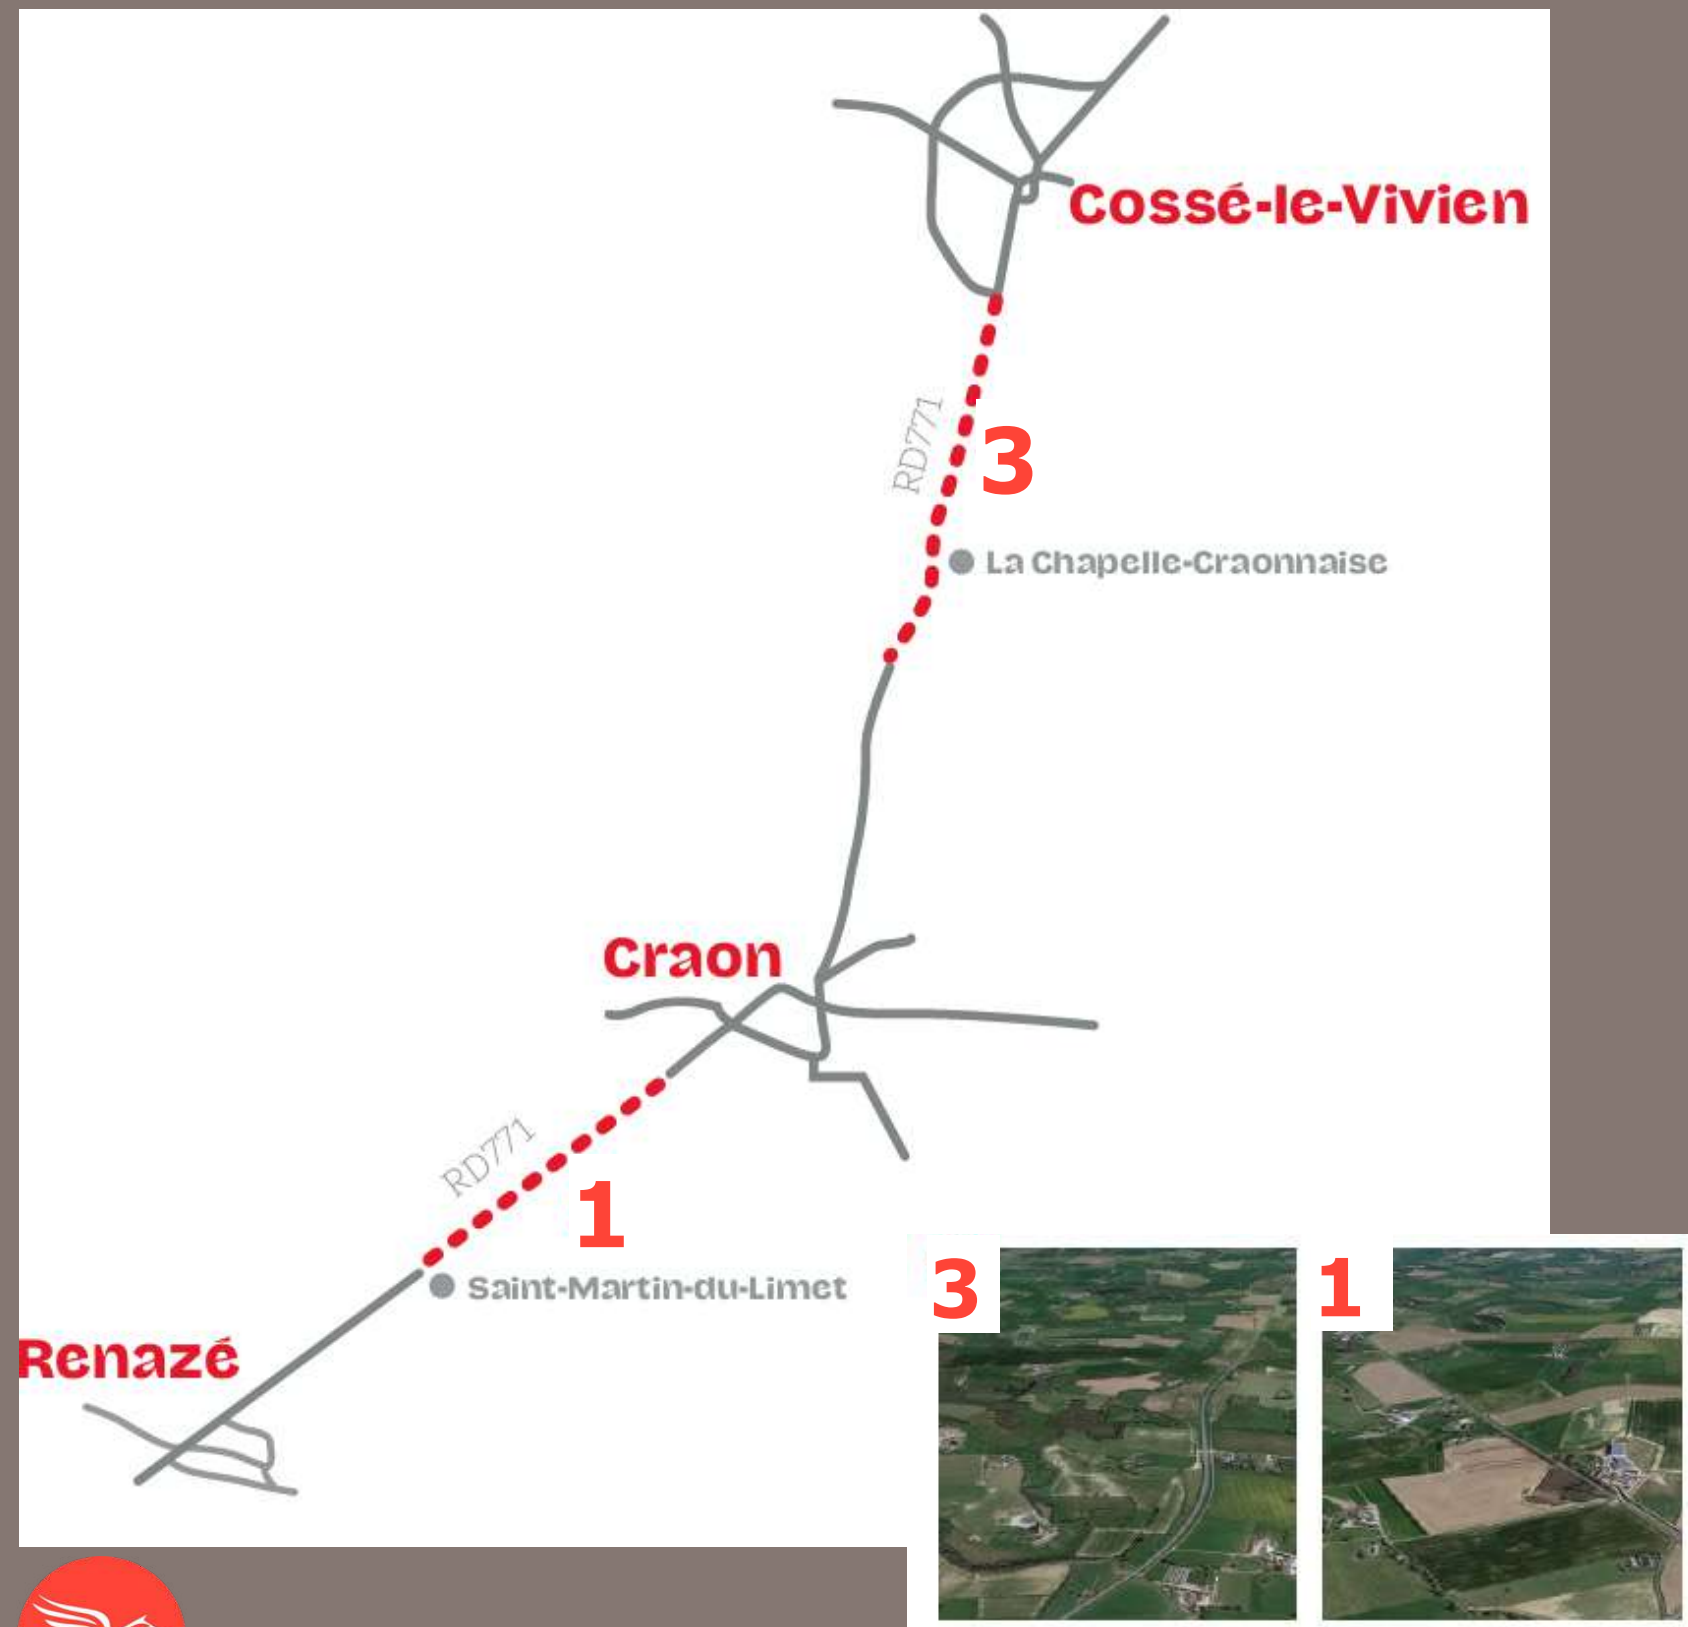 Cossé-le-Vivien
RD771
3
La Chapelle-Craonnaise
Craon
RD771
1
Saint-Martin-du-Limet
Renazé
3
1